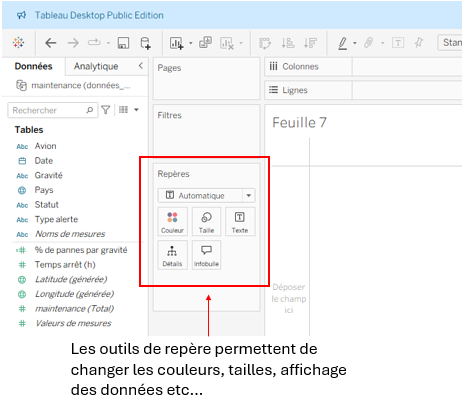 Tableau Desktop Public Edition
Stan
Données
Analytique
Pages
Colonnes
maintenance (données_...
Lignes
Rechercher
Filtres
Feuille 7
Tables
Abc Avion
Date
Abc Gravité
Pays
Abc Statut
Abc Type alerte
Abc Noms de mesures
% de pannes par gravité
Temps arrêt (h)
Latitude (générée)
Longitude (générée)
maintenance (Total)
Valeurs de mesures
Repères
Automatique
Couleur
Taille
Texte
Détails
Infobulle
Déposer
le champ
ici
Les outils de repère permettent de
changer les couleurs, tailles, affichage
des données etc...